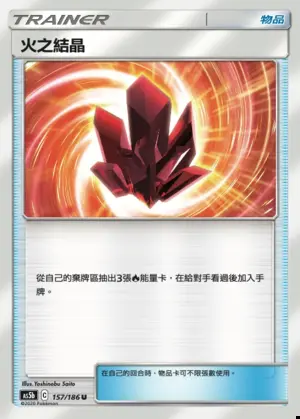 TRAINER 物品
火之結晶
從自己的棄牌區抽出3張🔥能量卡,在給對手看過後加入手
牌。
Illus. Yoshinobu Saito
AS5b C 157/186 U
©2020 Pokémon
在自己的回合時,物品卡可不限張數使用。